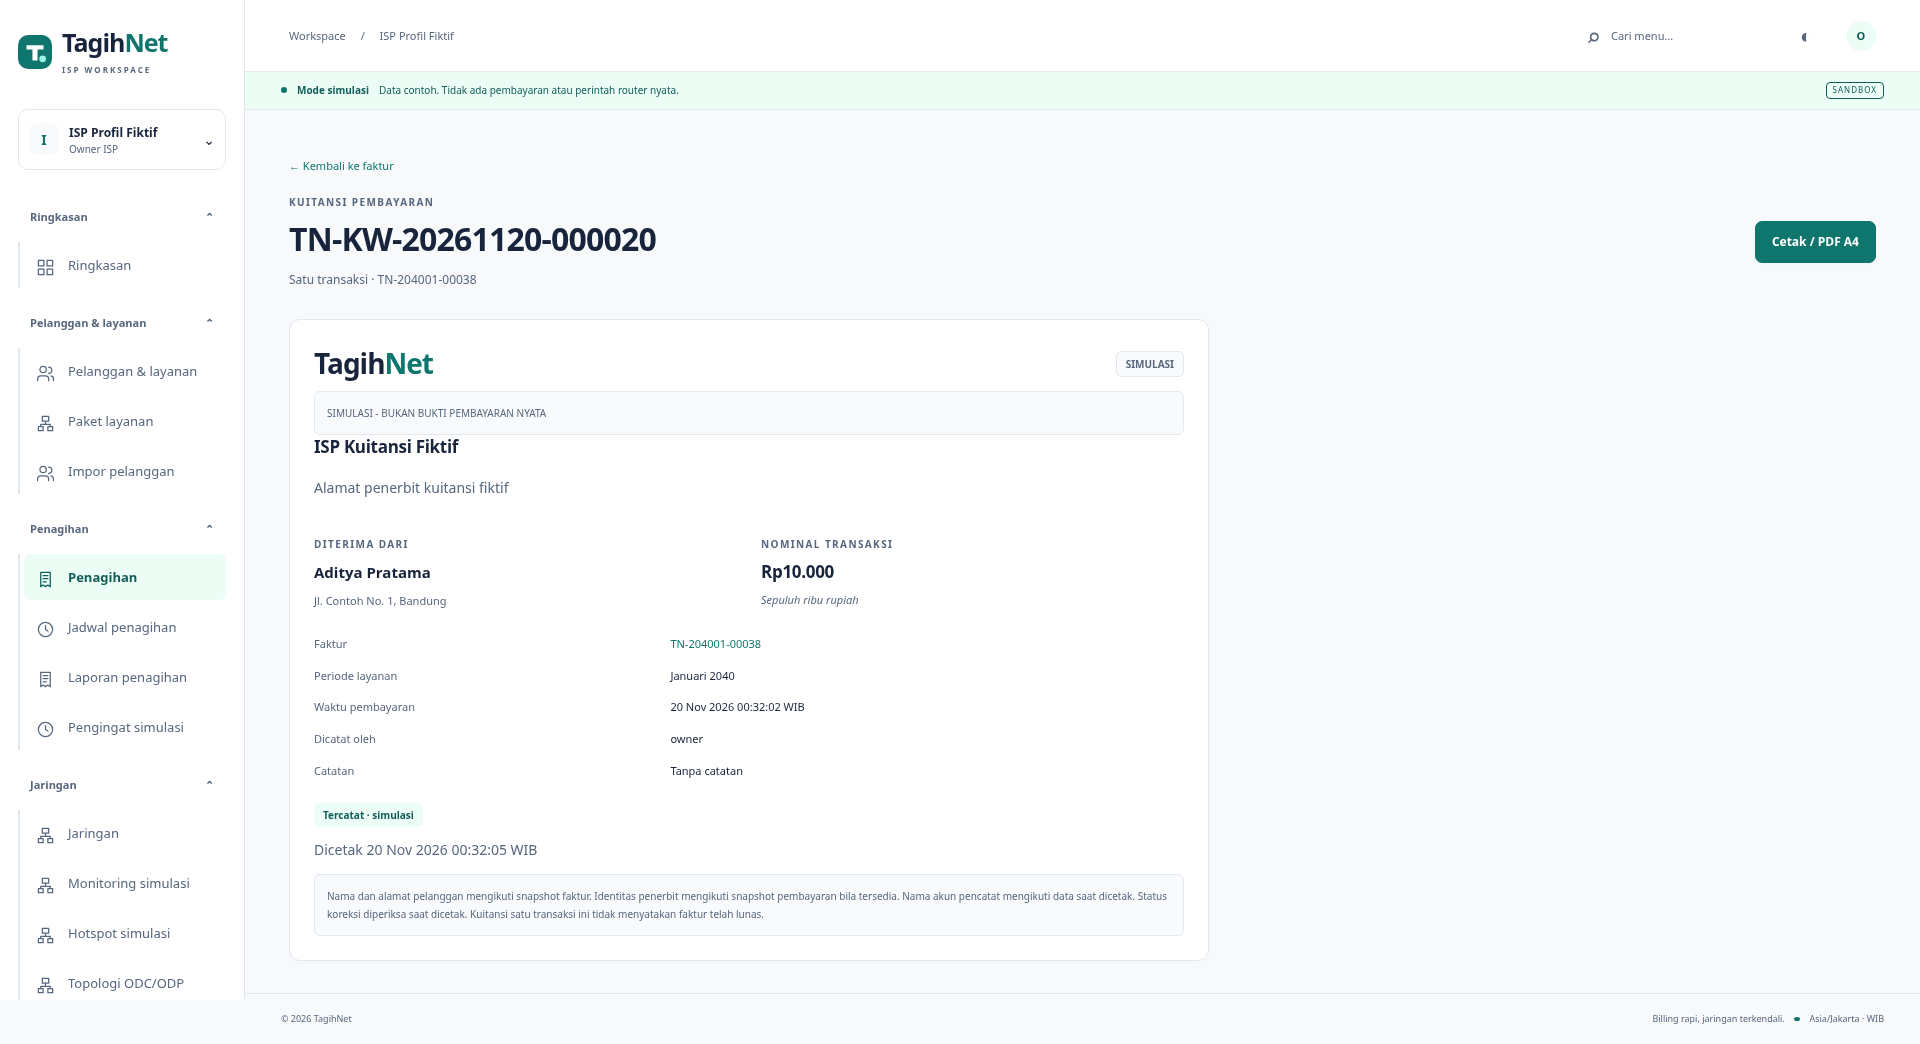 TagihNet
ISP WORKSPACE
I
ISP Profil Fiktif
Owner ISP
Ringkasan
Ringkasan
Pelanggan & layanan
Pelanggan & layanan
Paket layanan
Impor pelanggan
Penagihan
Penagihan
Jadwal penagihan
Laporan penagihan
Pengingat simulasi
Jaringan
Jaringan
Monitoring simulasi
Hotspot simulasi
Topologi ODC/ODP
Workspace / ISP Profil Fiktif
Cari menu...
O
Mode simulasi Data contoh. Tidak ada pembayaran atau perintah router nyata.
SANDBOX
← Kembali ke faktur
KUITANSI PEMBAYARAN
TN-KW-20261120-000020
Satu transaksi · TN-204001-00038
Cetak / PDF A4
TagihNet
SIMULASI
SIMULASI - BUKAN BUKTI PEMBAYARAN NYATA
ISP Kuitansi Fiktif
Alamat penerbit kuitansi fiktif
DITERIMA DARI
Aditya Pratama
Jl. Contoh No. 1, Bandung
NOMINAL TRANSAKSI
Rp10.000
Sepuluh ribu rupiah
Faktur TN-204001-00038
Periode layanan Januari 2040
Waktu pembayaran 20 Nov 2026 00:32:02 WIB
Dicatat oleh owner
Catatan Tanpa catatan
Tercatat · simulasi
Dicetak 20 Nov 2026 00:32:05 WIB
Nama dan alamat pelanggan mengikuti snapshot faktur. Identitas penerbit mengikuti snapshot pembayaran bila tersedia. Nama akun pencatat mengikuti data saat dicetak. Status
koreksi diperiksa saat dicetak. Kuitansi satu transaksi ini tidak menyatakan faktur telah lunas.
© 2026 TagihNet
Billing rapi, jaringan terkendali. Asia/Jakarta · WIB